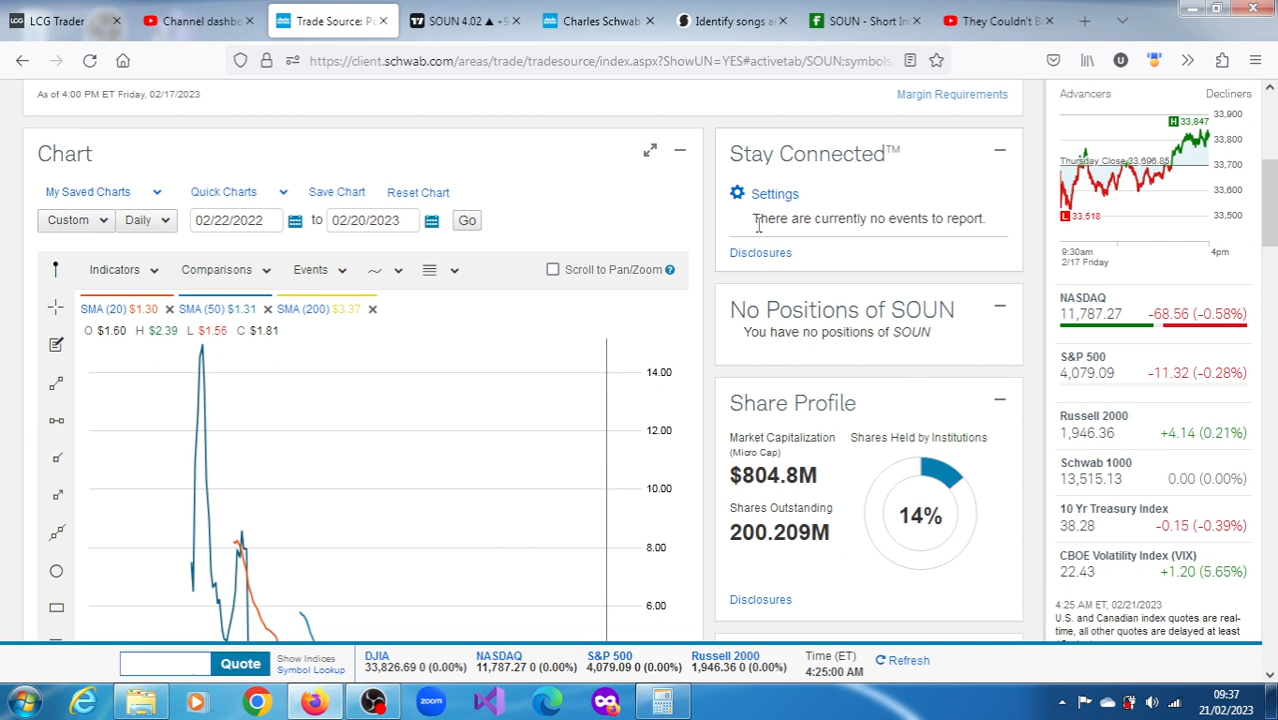 LCG Trader
Channel dashbo
Trade Source: Po
SOUN 4.02 ▲ +9
Charles Schwab
Identify songs a
SOUN - Short In
They Couldn't B
https://client.schwab.com/areas/trade/tradesource/index.aspx?ShowUN=YES#activetab/SOUN;symbols,
As of 4:00 PM ET Friday, 02/17/2023
Margin Requirements
Chart
My Saved Charts
Quick Charts
Save Chart
Reset Chart
Custom
Daily
02/22/2022
to
02/20/2023
Go
Indicators
Comparisons
Events
Scroll to Pan/Zoom
SMA (20) $1.30
SMA (50) $1.31
SMA (200) $3.37
O $1.60 H $2.39 L $1.56 C $1.81
14.00
12.00
10.00
8.00
6.00
Stay Connected™
Settings
There are currently no events to report.
Disclosures
No Positions of SOUN
You have no positions of SOUN
Share Profile
Market Capitalization
(Micro Cap)
$804.8M
Shares Outstanding
200.209M
Shares Held by Institutions
14%
Disclosures
Advancers
Decliners
H 33,847
Thursday Close 33,696.85
L 33,518
33,900
33,800
33,700
33,600
33,500
9:30am
4pm
2/17 Friday
NASDAQ
11,787.27 -68.56 (-0.58%)
S&P 500
4,079.09 -11.32 (-0.28%)
Russell 2000
1,946.36 +4.14 (0.21%)
Schwab 1000
13,515.13 0.00 (0.00%)
10 Yr Treasury Index
38.28 -0.15 (-0.39%)
CBOE Volatility Index (VIX)
22.43 +1.20 (5.65%)
4:25 AM ET, 02/21/2023
U.S. and Canadian index quotes are real-
time, all other quotes are delayed at least
Quote
Show Indices
Symbol Lookup
DJIA
33,826.69 0 (0.00%)
NASDAQ
11,787.27 0 (0.00%)
S&P 500
4,079.09 0 (0.00%)
Russell 2000
1,946.36 0 (0.00%)
Time (ET)
4:25:00 AM
Refresh
zoom
09:37
21/02/2023